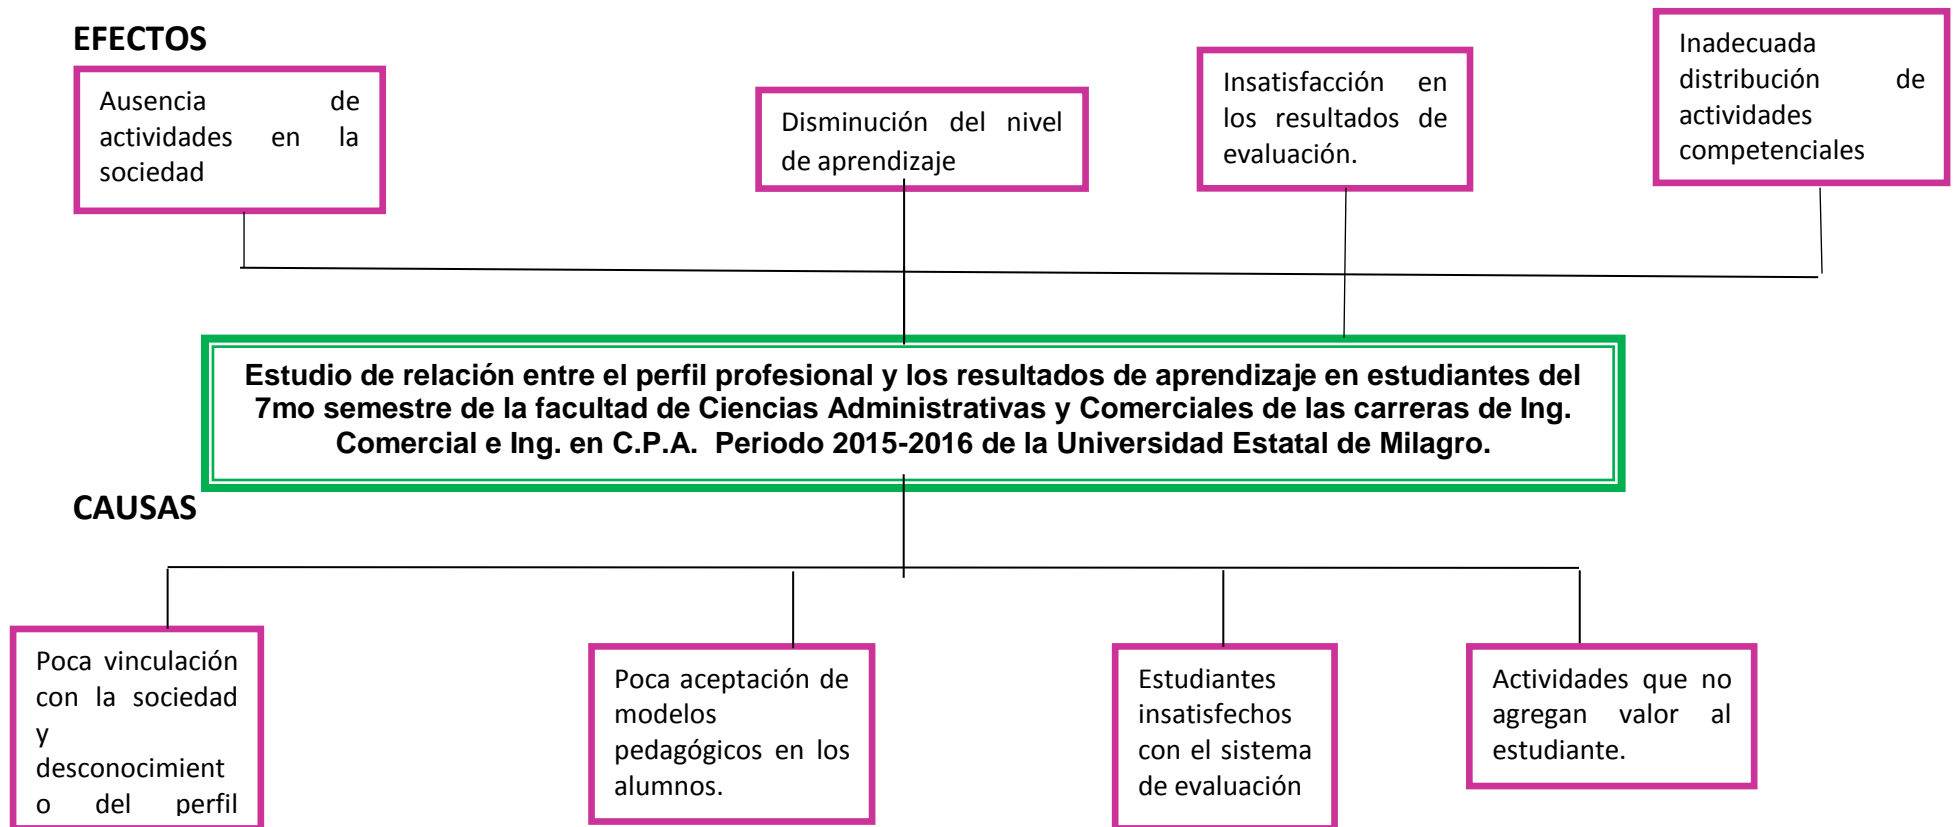 EFECTOS
Ausencia de
actividades en la
sociedad
Disminución del nivel
de aprendizaje
Insatisfacción en
los resultados de
evaluación.
Inadecuada
distribución de
actividades
competenciales
Estudio de relación entre el perfil profesional y los resultados de aprendizaje en estudiantes del
7mo semestre de la facultad de Ciencias Administrativas y Comerciales de las carreras de Ing.
Comercial e Ing. en C.P.A. Periodo 2015-2016 de la Universidad Estatal de Milagro.
CAUSAS
Poca vinculación
con la sociedad
y
desconocimient
o del perfil
Poca aceptación de
modelos
pedagógicos en los
alumnos.
Estudiantes
insatisfechos
con el sistema
de evaluación
Actividades que no
agregan valor al
estudiante.